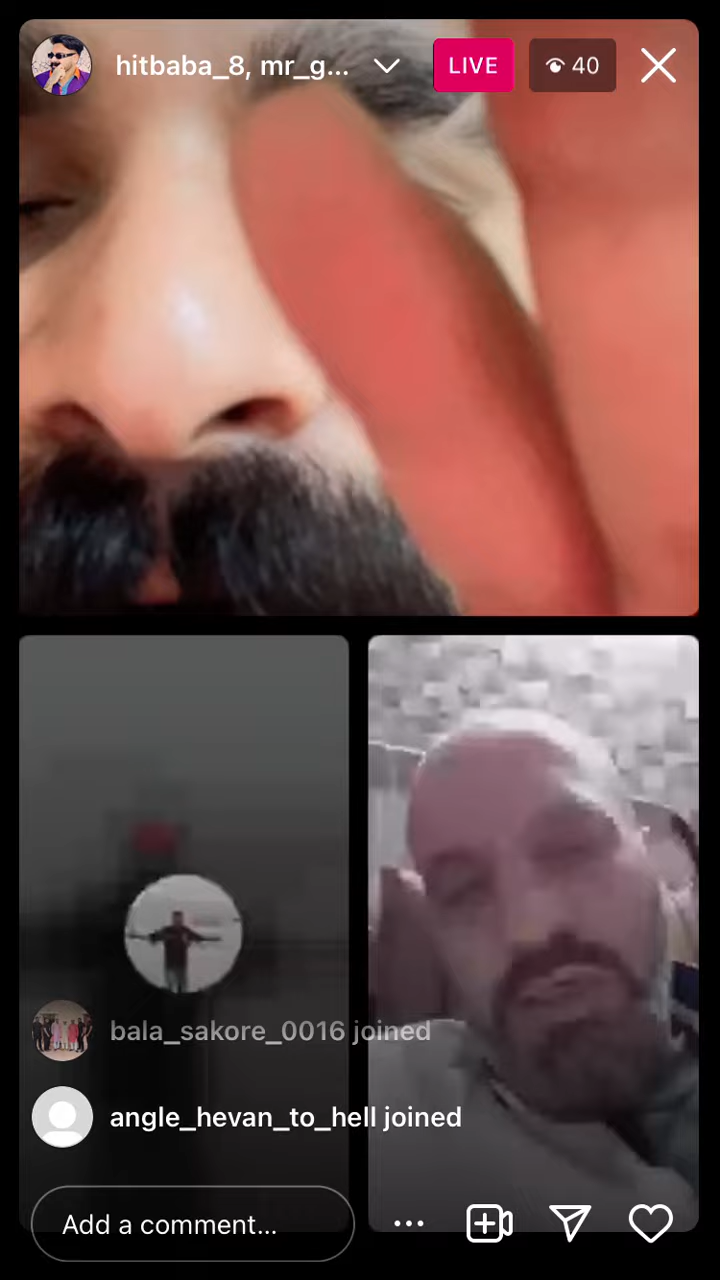 hitbaba_8, mr_g...
LIVE
40
bala_sakore_0016 joined
angle_hevan_to_hell joined
Add a comment...